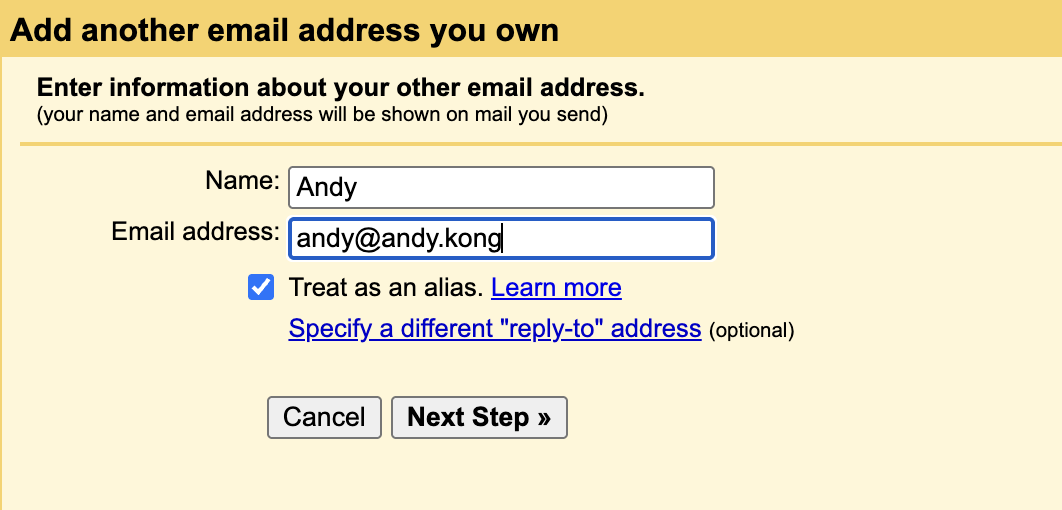 Add another email address you own
Enter information about your other email address.
(your name and email address will be shown on mail you send)
Name: Andy
Email address: andy@andy.kong
Treat as an alias. Learn more
Specify a different "reply-to" address (optional)
Cancel Next Step »